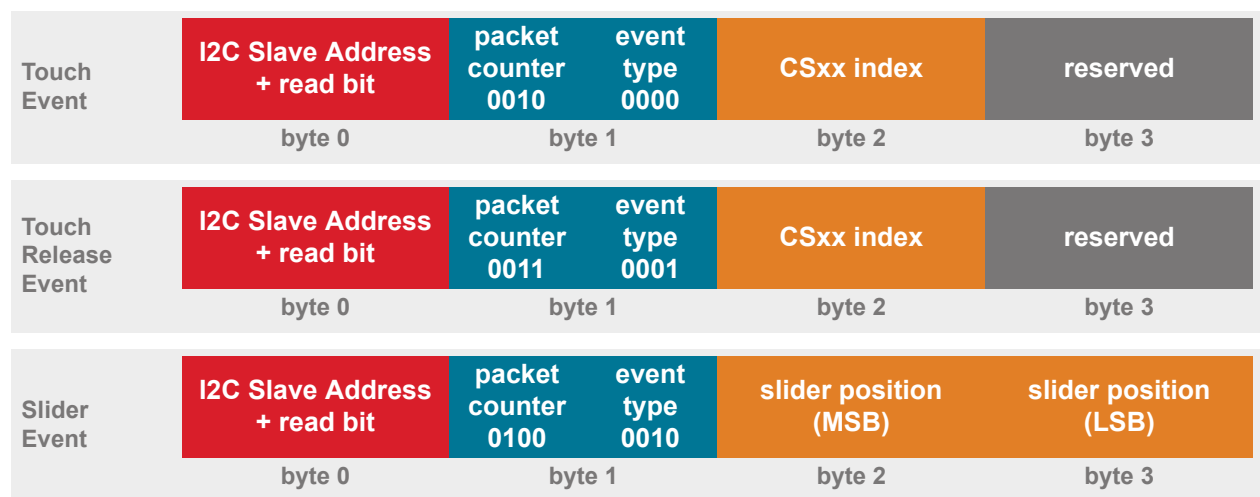 Touch
Event
I2C Slave Address
+ read bit
packet
counter
0010
event
type
0000
CSxx index
reserved
byte 0
byte 1
byte 2
byte 3
Touch
Release
Event
I2C Slave Address
+ read bit
packet
counter
0011
event
type
0001
CSxx index
reserved
byte 0
byte 1
byte 2
byte 3
Slider
Event
I2C Slave Address
+ read bit
packet
counter
0100
event
type
0010
slider position
(MSB)
slider position
(LSB)
byte 0
byte 1
byte 2
byte 3